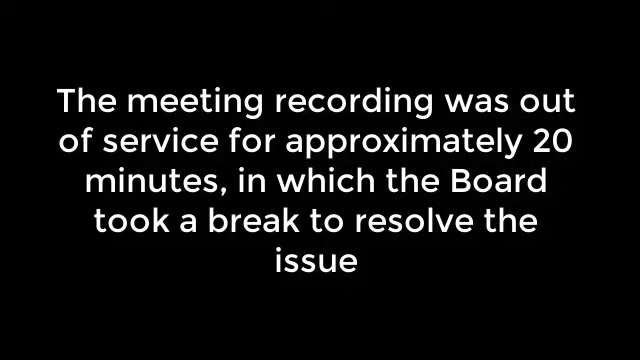 The meeting recording was out
of service for approximately 20
minutes, in which the Board
took a break to resolve the
issue